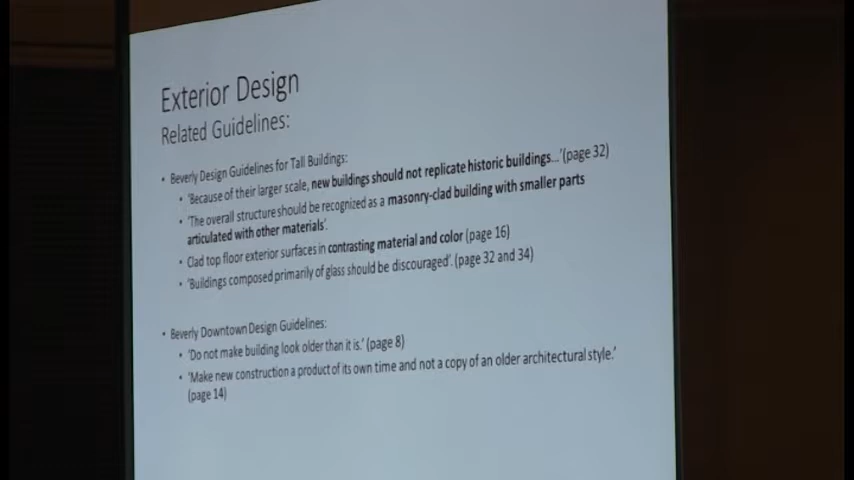 Exterior Design
Related Guidelines:
• Beverly Design Guidelines for Tall Buildings:
• 'Because of their larger scale, new buildings should not replicate historic buildings...'(page 32)
• 'The overall structure should be recognized as a masonry-clad building with smaller parts
articulated with other materials'.
• Clad top floor exterior surfaces in contrasting material and color (page 16)
• 'Buildings composed primarily of glass should be discouraged'. (page 32 and 34)
• Beverly Downtown Design Guidelines:
• 'Do not make building look older than it is.' (page 8)
• 'Make new construction a product of its own time and not a copy of an older architectural style.'
(page 14)